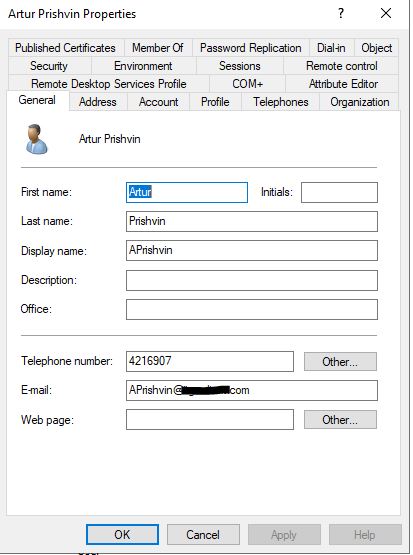 Artur Prishvin Properties ? ×
Published Certificates Member Of Password Replication Dial-in Object
Security Environment Sessions Remote control
Remote Desktop Services Profile COM+ Attribute Editor
General Address Account Profile Telephones Organization
Artur Prishvin
First name: Artur Initials:
Last name: Prishvin
Display name: APrishvin
Description:
Office:
Telephone number: 4216907 Other...
E-mail: APrishvin@ .com
Web page: Other...
OK Cancel Apply Help